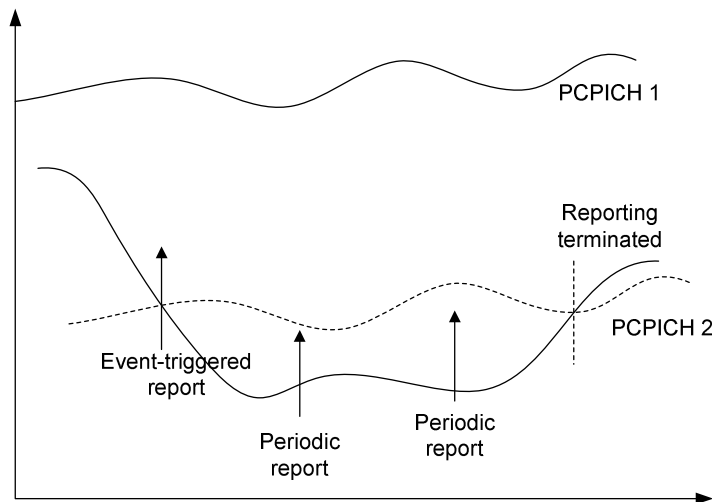 PCPICH 1
Reporting
terminated
PCPICH 2
Event-triggered
report
Periodic
report
Periodic
report